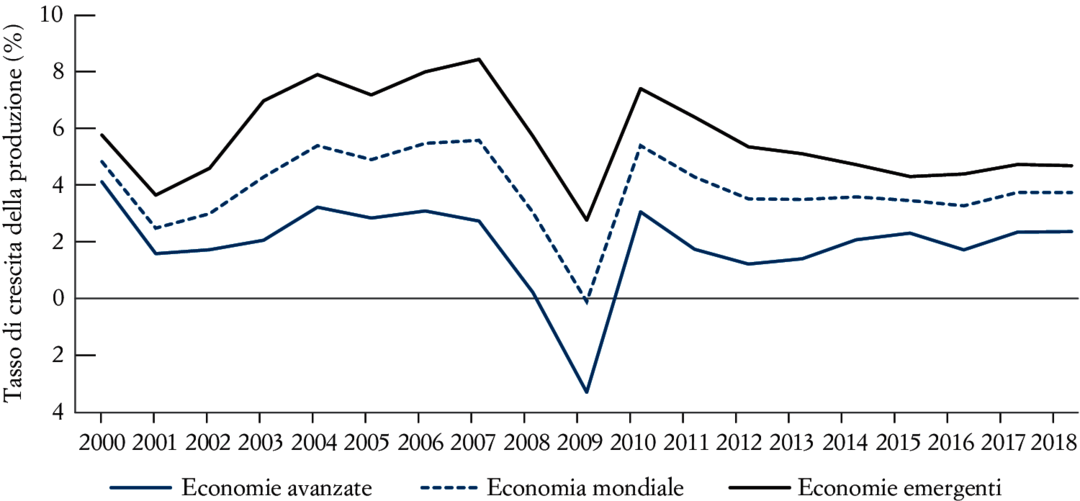 Tasso di crescita della produzione (%)
10
8
6
4
2
0
2
4
2000 2001 2002 2003 2004 2005 2006 2007 2008 2009 2010 2011 2012 2013 2014 2015 2016 2017 2018
Economie avanzate Economia mondiale Economie emergenti